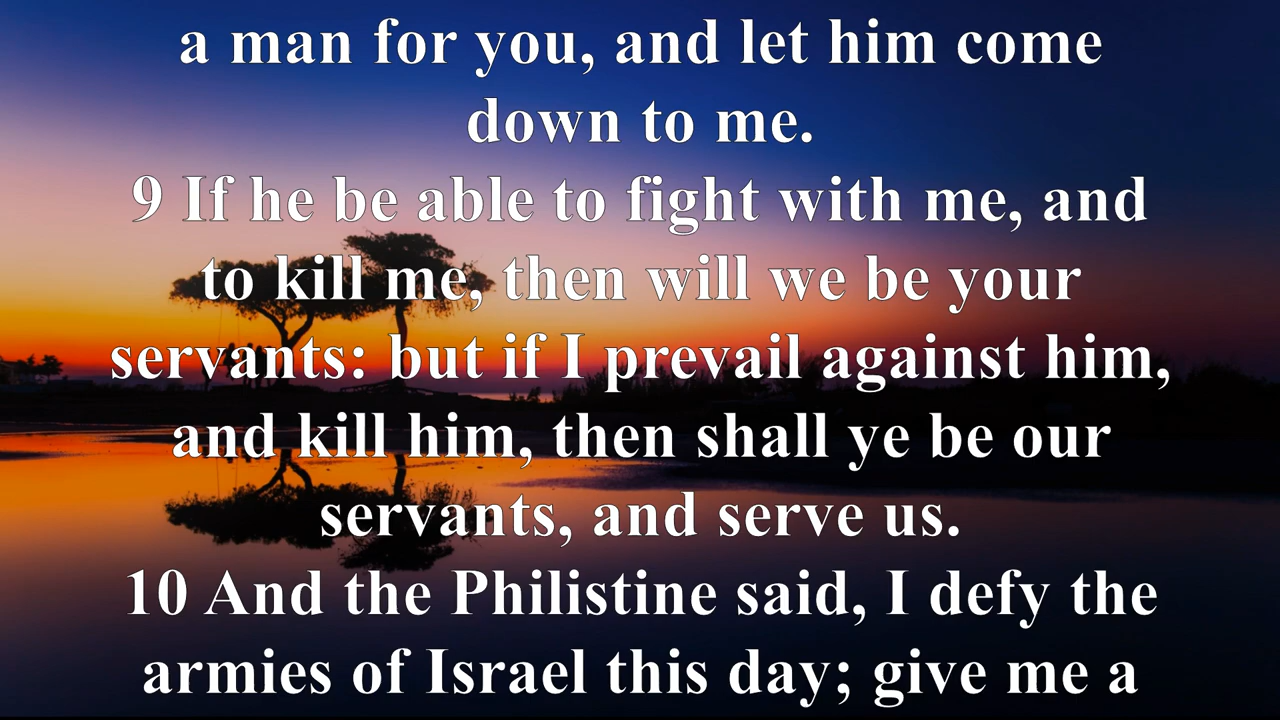 a man for you, and let him come
down to me.
9 If he be able to fight with me, and
to kill me, then will we be your
servants: but if I prevail against him,
and kill him, then shall ye be our
servants, and serve us.
10 And the Philistine said, I defy the
armies of Israel this day; give me a